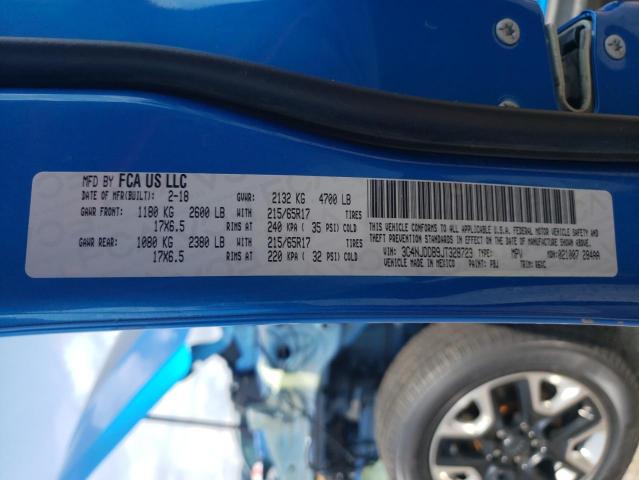 MFD BY FCA US LLC
DATE OF MFR(BUILT): 2-18 GVWR: 2132 KG 4700 LB
GAWR FRONT: 1180 KG 2600 LB WITH 215/65R17 TIRES
17X6.5 RIMS AT 240 KPA ( 35 PSI) COLD
GAWR REAR: 1080 KG 2380 LB WITH 215/65R17 TIRES
17X6.5 RIMS AT 220 KPA ( 32 PSI) COLD
THIS VEHICLE CONFORMS TO ALL APPLICABLE U.S.A. FEDERAL MOTOR VEHICLE SAFETY AND
THEFT PREVENTION STANDARDS IN EFFECT ON THE DATE OF MANUFACTURE SHOWN ABOVE.
VIN: 3C4NJDDB9JT328723 TYPE: MPV MDH: 021007 284AA
VEHICLE MADE IN MEXICO PAINT: PBJ TRIM: